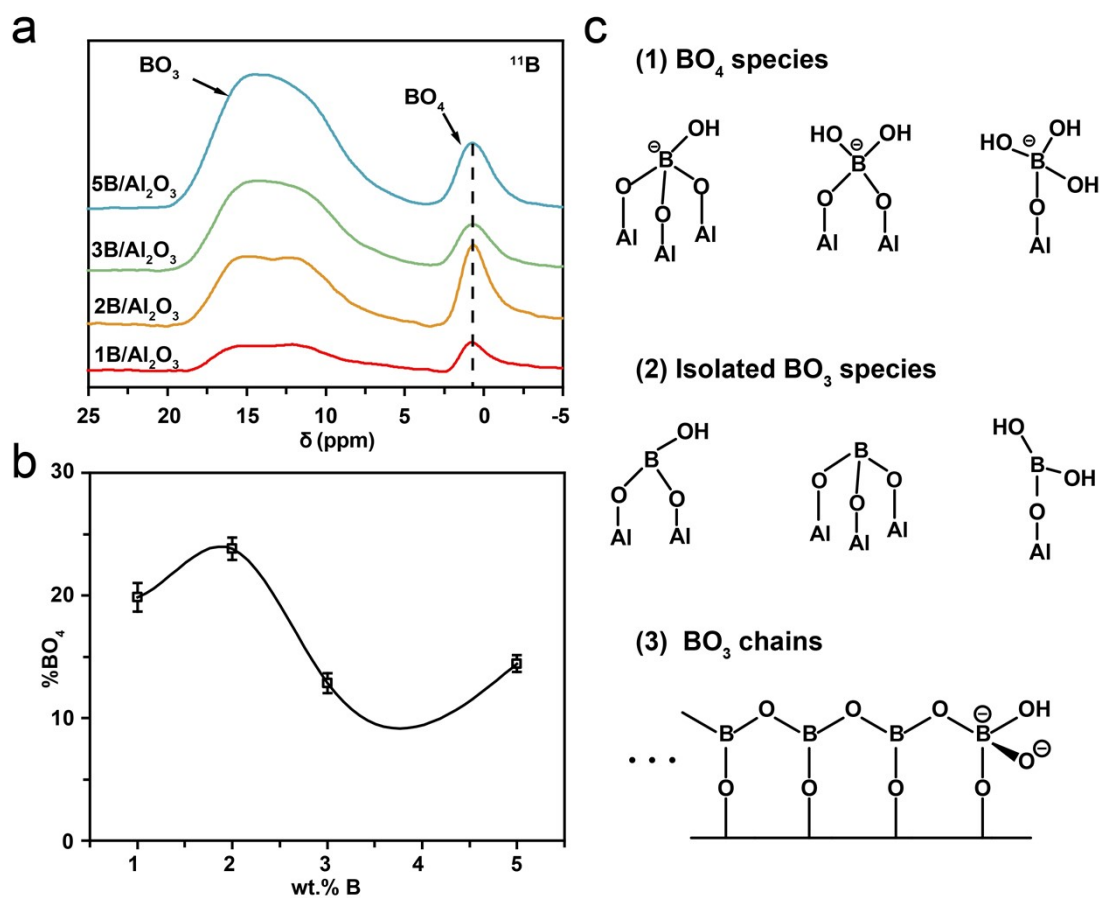 a
¹¹B
BO₃
BO₄
5B/Al₂O₃
3B/Al₂O₃
2B/Al₂O₃
1B/Al₂O₃
25 20 15 10 5 0 -5
δ (ppm)
b
30
20
10
0
%BO₄
1 2 3 4 5
wt.% B
c
(1) BO₄ species
⊖ OH
B
O O O
Al Al Al
HO ⊖ OH
B
O O
Al Al
HO ⊖ OH
B
OH
O
Al
(2) Isolated BO₃ species
OH
B
O O
Al Al
B
O O O
Al Al Al
HO
B
OH
O
Al
(3) BO₃ chains
O O O ⊖ OH
B B B B
O⊖
...
O O O O